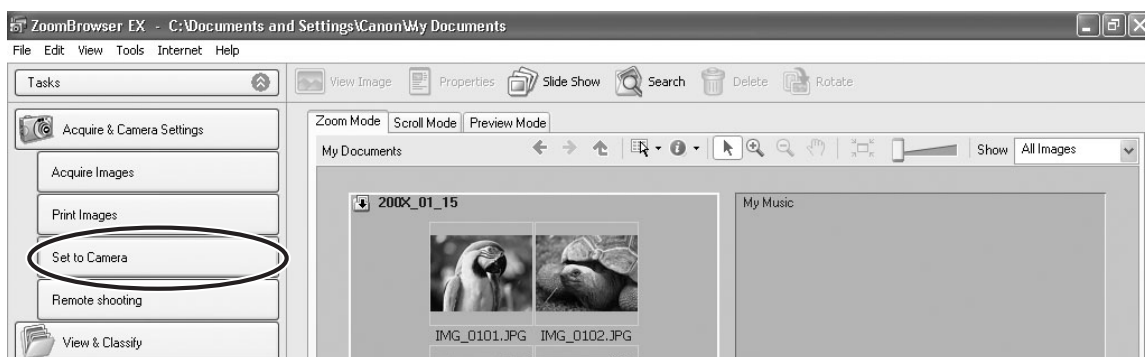 ZoomBrowser EX - C:\Documents and Settings\Canon\My Documents
File Edit View Tools Internet Help
Tasks
View Image Properties Slide Show Search Delete Rotate
Acquire & Camera Settings
Zoom Mode Scroll Mode Preview Mode
My Documents Show All Images
Acquire Images
200X_01_15 My Music
Print Images
Set to Camera
Remote shooting
IMG_0101.JPG IMG_0102.JPG
View & Classify